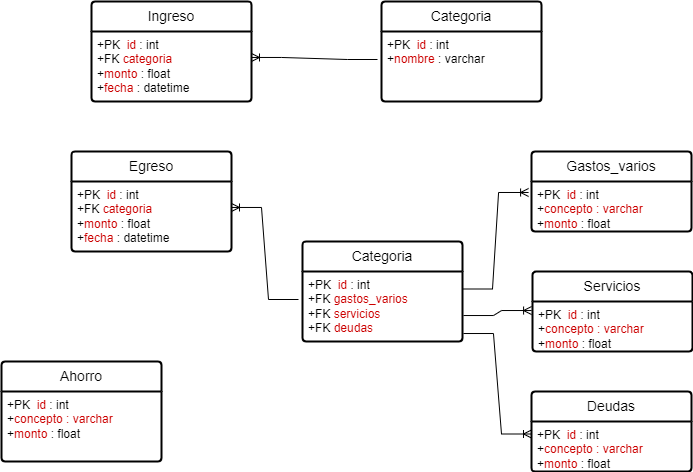 Ingreso
+PK id : int
+FK categoria
+monto : float
+fecha : datetime
Categoria
+PK id : int
+nombre : varchar
Egreso
+PK id : int
+FK categoria
+monto : float
+fecha : datetime
Categoria
+PK id : int
+FK gastos_varios
+FK servicios
+FK deudas
Gastos_varios
+PK id : int
+concepto : varchar
+monto : float
Servicios
+PK id : int
+concepto : varchar
+monto : float
Ahorro
+PK id : int
+concepto : varchar
+monto : float
Deudas
+PK id : int
+concepto : varchar
+monto : float